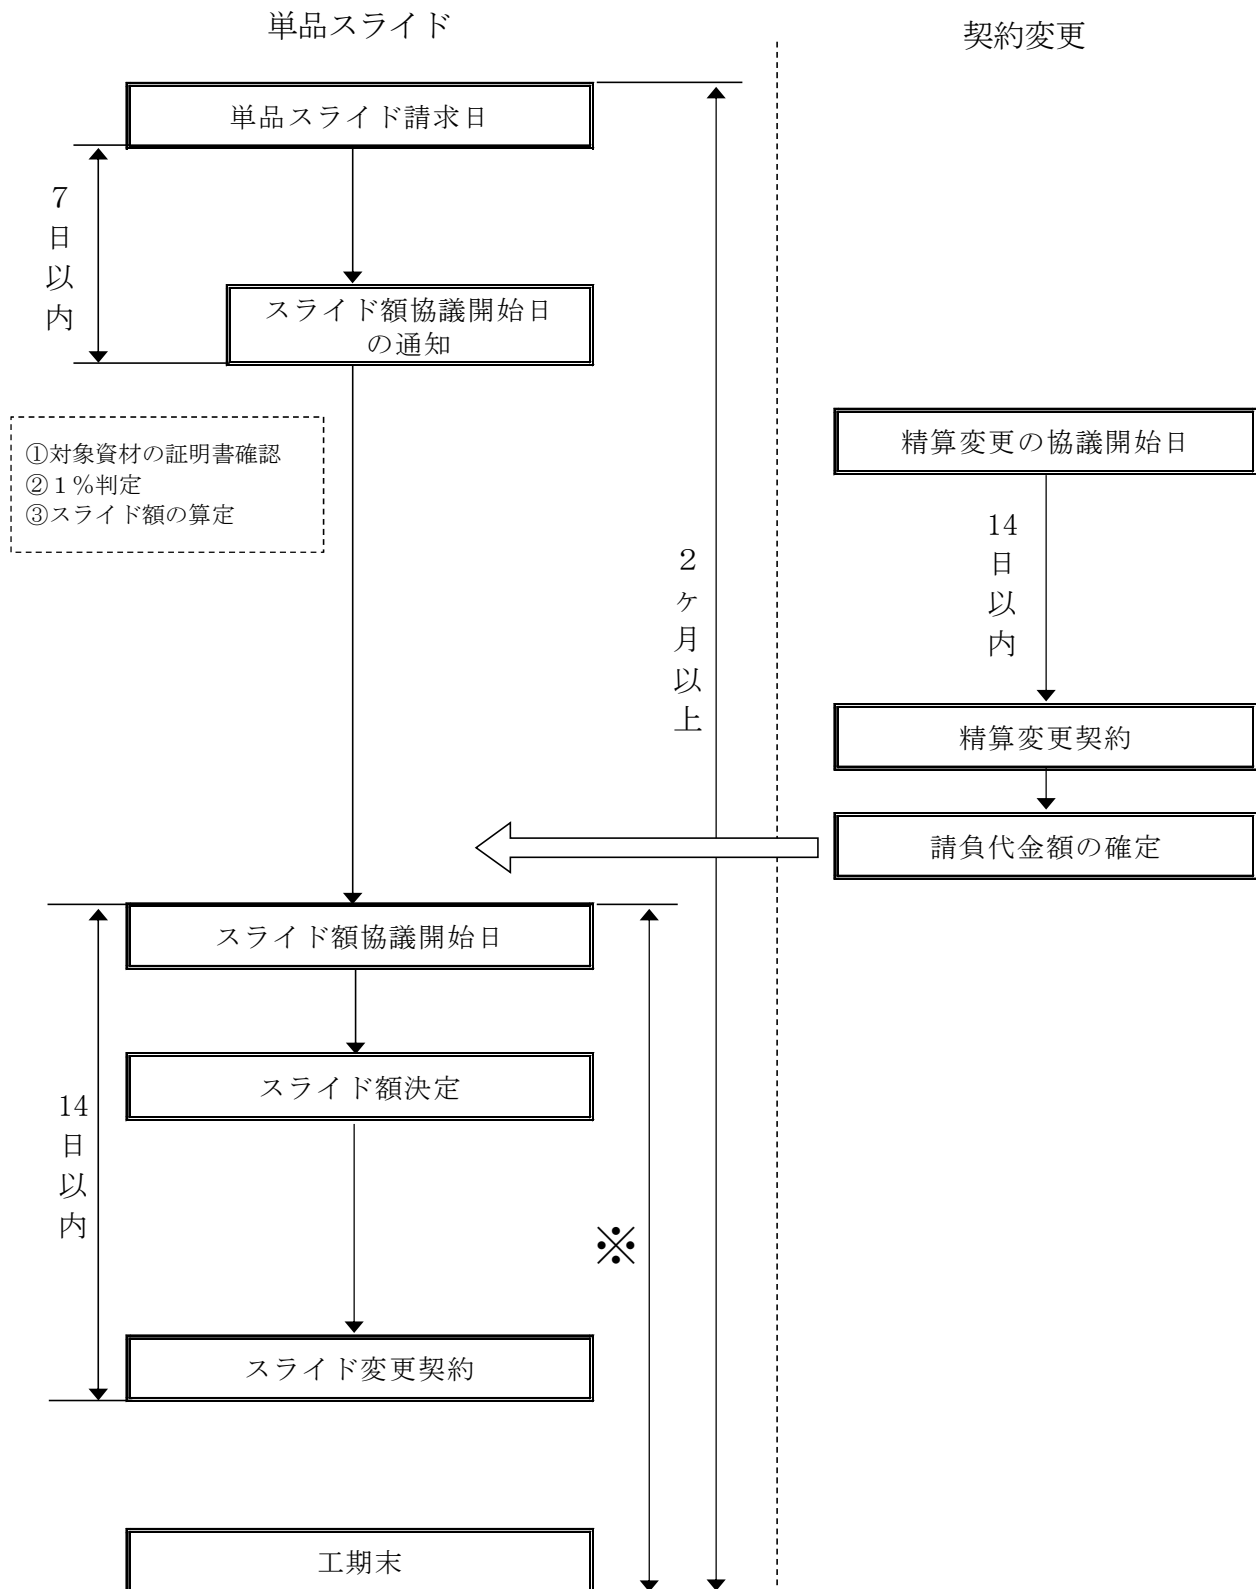 単品スライド
契約変更
単品スライド請求日
7日以内
スライド額協議開始日
の通知
①対象資材の証明書確認
②１％判定
③スライド額の算定
精算変更の協議開始日
14日以内
2ヶ月以上
精算変更契約
請負代金額の確定
スライド額協議開始日
スライド額決定
14日以内
※
スライド変更契約
工期末